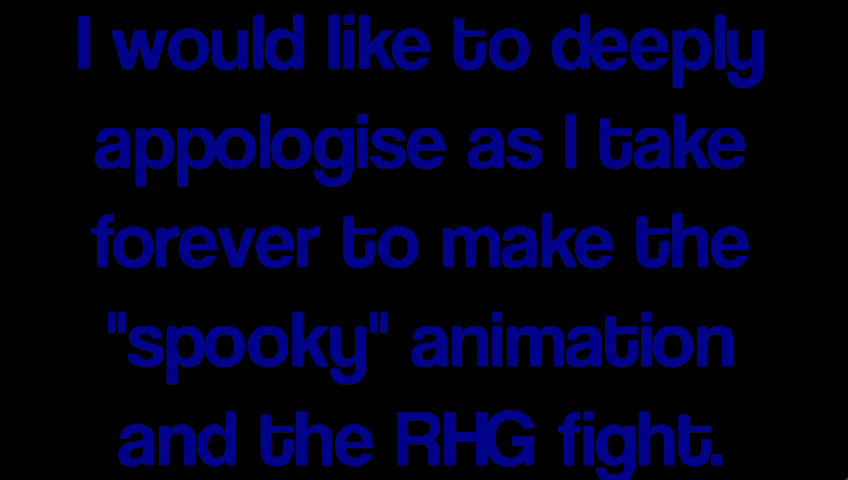 I would like to deeply
appologise as I take
forever to make the
"spooky" animation
and the RHG fight.